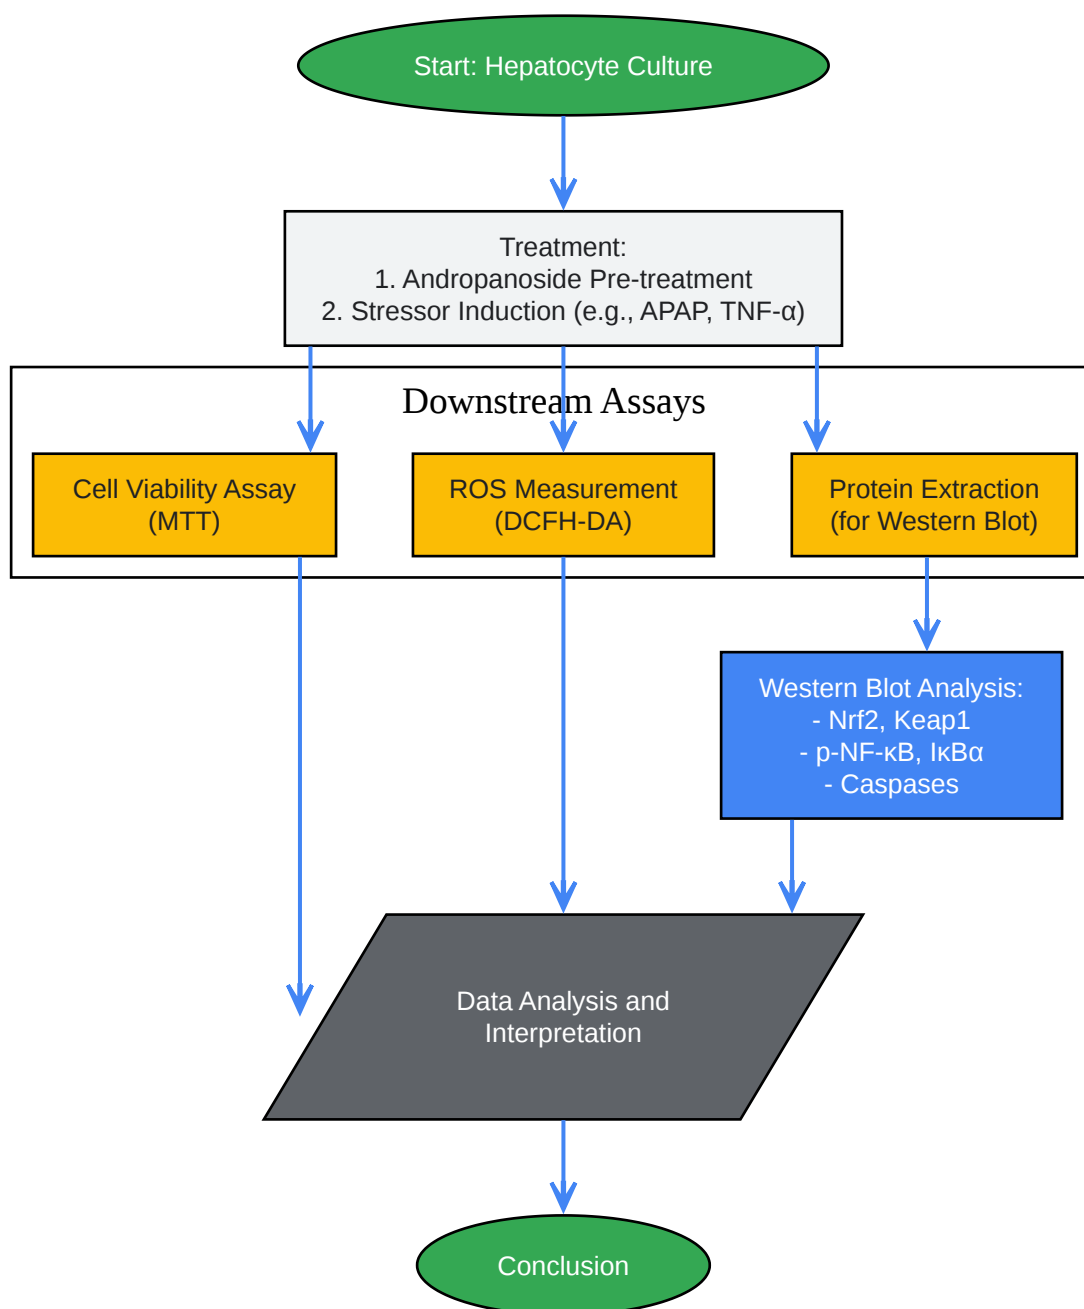 Start: Hepatocyte Culture
Treatment:
1. Andropanoside Pre-treatment
2. Stressor Induction (e.g., APAP, TNF-α)
Downstream Assays
Cell Viability Assay
(MTT)
ROS Measurement
(DCFH-DA)
Protein Extraction
(for Western Blot)
Western Blot Analysis:
- Nrf2, Keap1
- p-NF-κB, IκBα
- Caspases
Data Analysis and
Interpretation
Conclusion